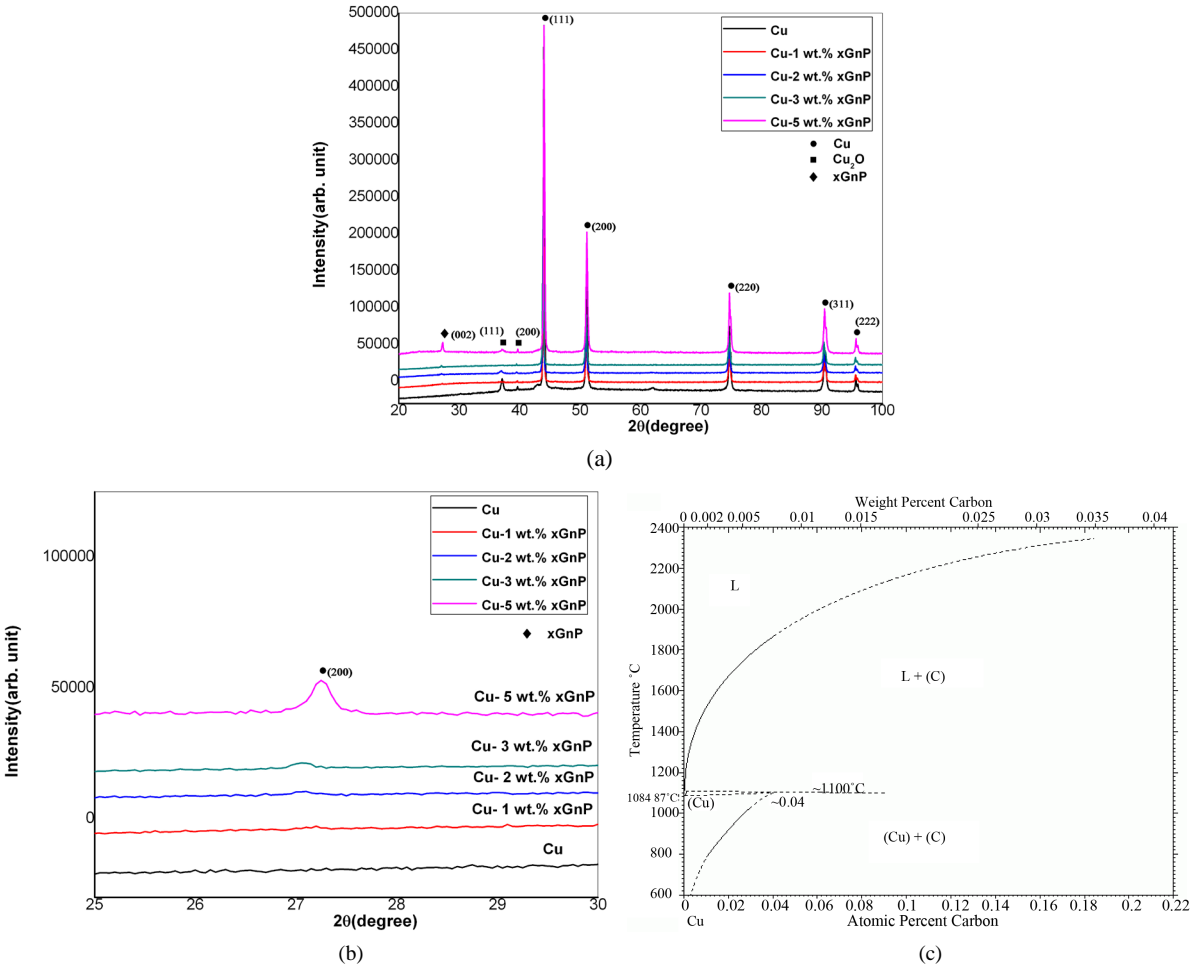 500000
450000
400000
350000
300000
250000
200000
150000
100000
50000
0
Intensity(arb. unit)
20 30 40 50 60 70 80 90 100
2θ(degree)
(111)
(200)
(220)
(311)
(222)
(002)
(111)
(200)
Cu
Cu-1 wt.% xGnP
Cu-2 wt.% xGnP
Cu-3 wt.% xGnP
Cu-5 wt.% xGnP
Cu
Cu₂O
xGnP
(a)
100000
50000
0
Intensity(arb. unit)
25 26 27 28 29 30
2θ(degree)
Cu
Cu-1 wt.% xGnP
Cu-2 wt.% xGnP
Cu-3 wt.% xGnP
Cu-5 wt.% xGnP
xGnP
(200)
Cu- 5 wt.% xGnP
Cu- 3 wt.% xGnP
Cu- 2 wt.% xGnP
Cu- 1 wt.% xGnP
Cu
(b)
Weight Percent Carbon
0 0.002 0.005 0.01 0.015 0.025 0.03 0.035 0.04
2400
2200
2000
1800
1600
1400
1200
1084 87˚C
1000
800
600
Temperature ˚C
L
L + (C)
~1100˚C
(Cu)
~0.04
(Cu) + (C)
0 0.02 0.04 0.06 0.08 0.1 0.12 0.14 0.16 0.18 0.2 0.22
Cu
Atomic Percent Carbon
(c)